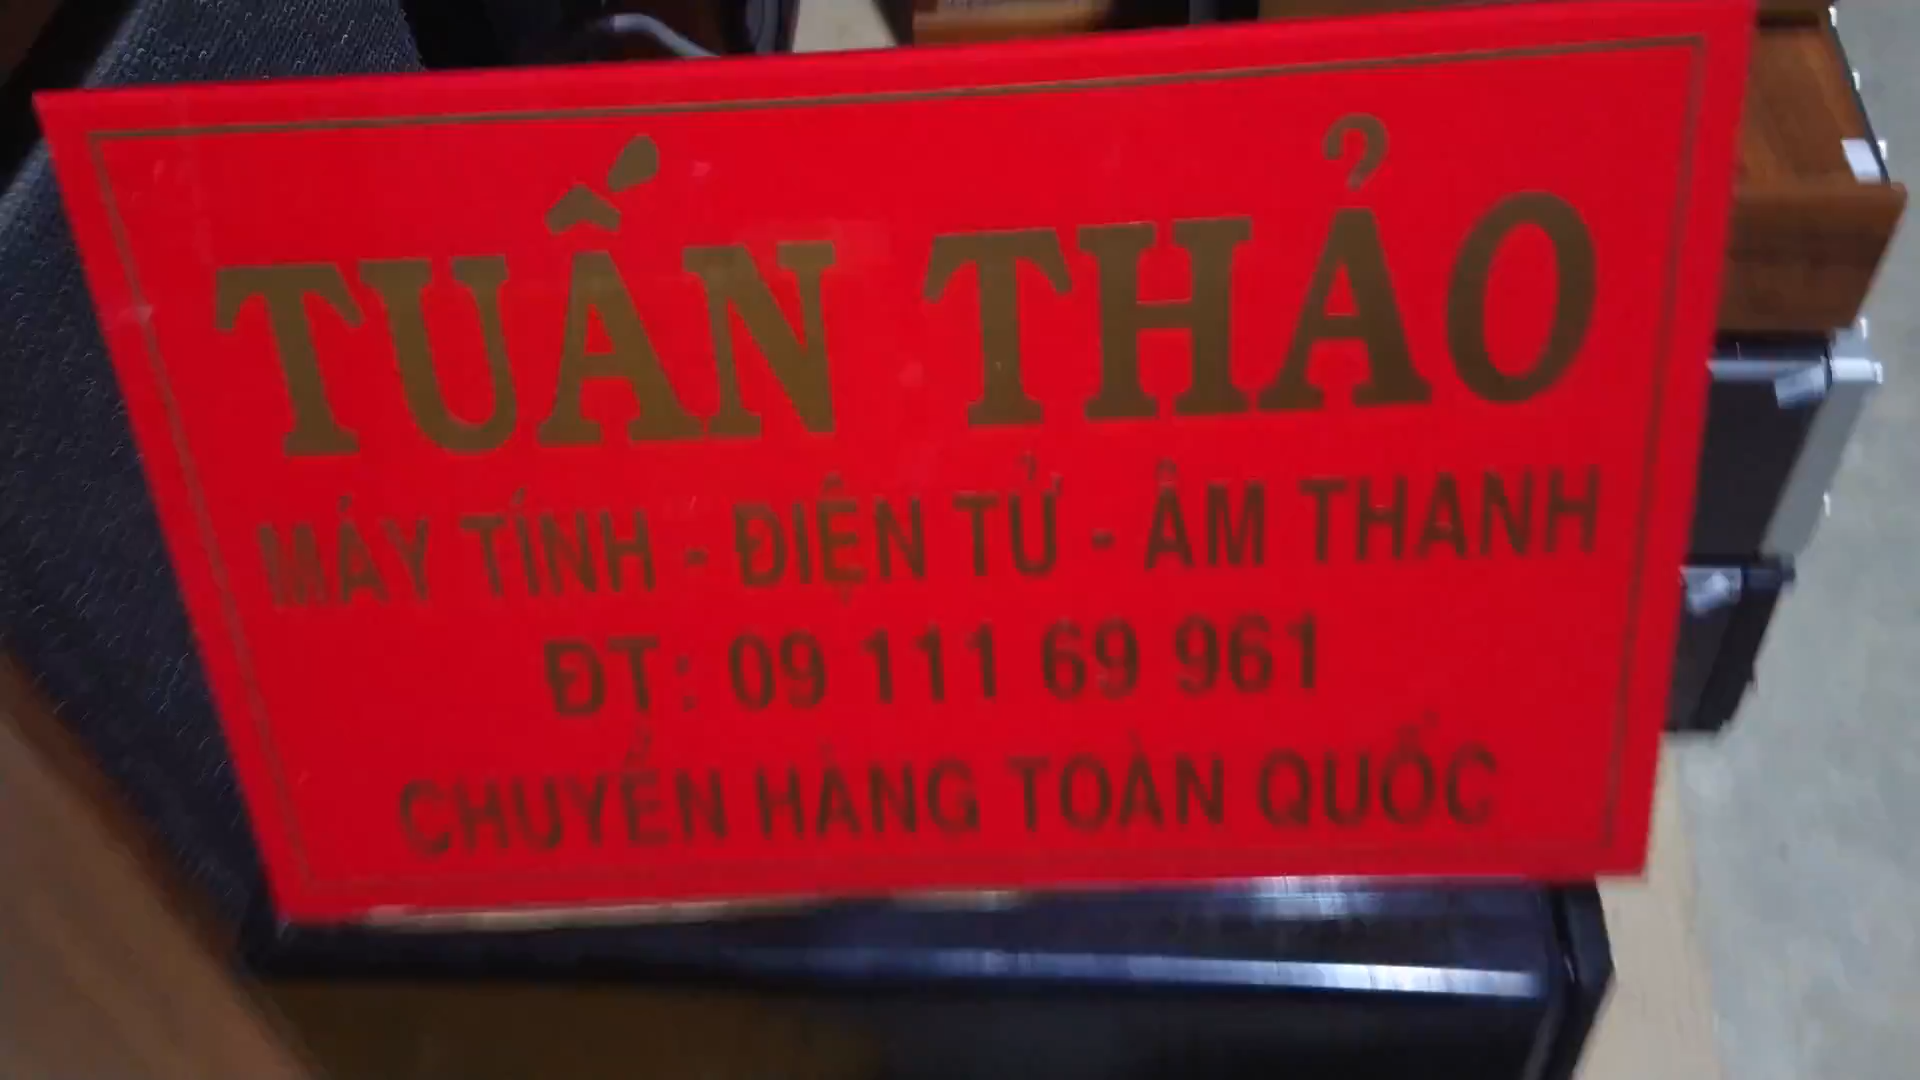 TUẤN THẢO
MÁY TÍNH - ĐIỆN TỬ - ÂM THANH
ĐT: 09 111 69 961
CHUYỂN HÀNG TOÀN QUỐC